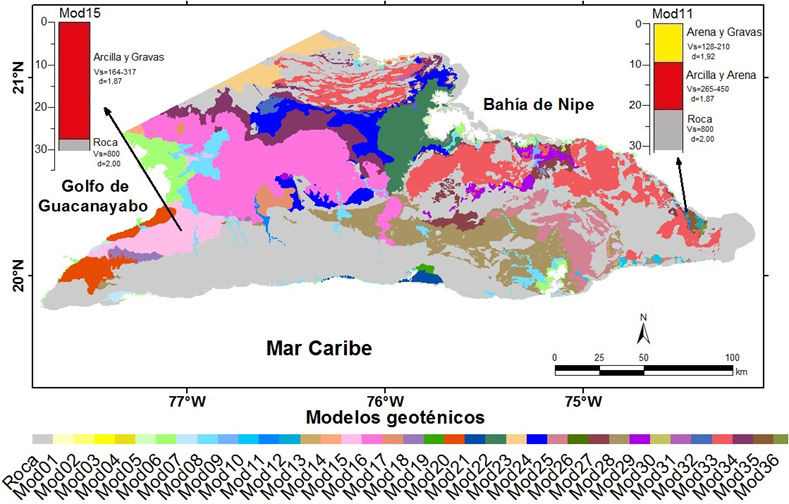 Mod15
0
10
20
30
Arcilla y Gravas
Vs=164-317
d=1.87
Roca
Vs=800
d=2.00
Mod11
0
10
20
30
Arena y Gravas
Vs=128-210
d=1,92
Arcilla y Arena
Vs=265-450
d=1.87
Roca
Vs=800
d=2.00
21°N
20°N
Bahía de Nipe
Golfo de
Guacanayabo
Mar Caribe
N
0 25 50 100
km
77°W 76°W 75°W
Modelos geoténicos
Roca Mod01 Mod02 Mod03 Mod04 Mod05 Mod06 Mod07 Mod08 Mod09 Mod10 Mod11 Mod12 Mod13 Mod14 Mod15 Mod16 Mod17 Mod18 Mod19 Mod20 Mod21 Mod22 Mod23 Mod24 Mod25 Mod26 Mod27 Mod28 Mod29 Mod30 Mod31 Mod32 Mod33 Mod34 Mod35 Mod36